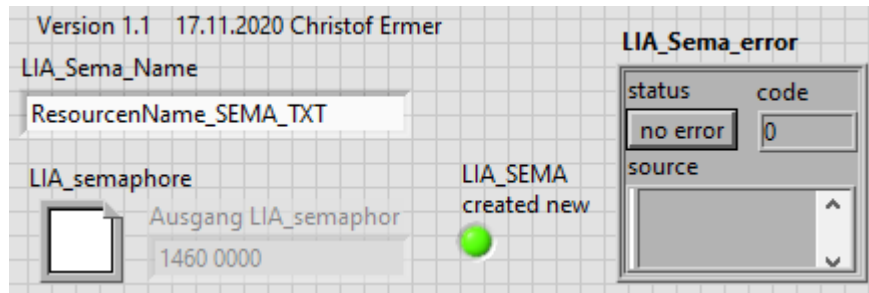 Version 1.1 17.11.2020 Christof Ermer
LIA_Sema_Name
ResourcenName_SEMA_TXT
LIA_semaphore
Ausgang LIA_semaphor
1460 0000
LIA_SEMA
created new
LIA_Sema_error
status code
no error 0
source